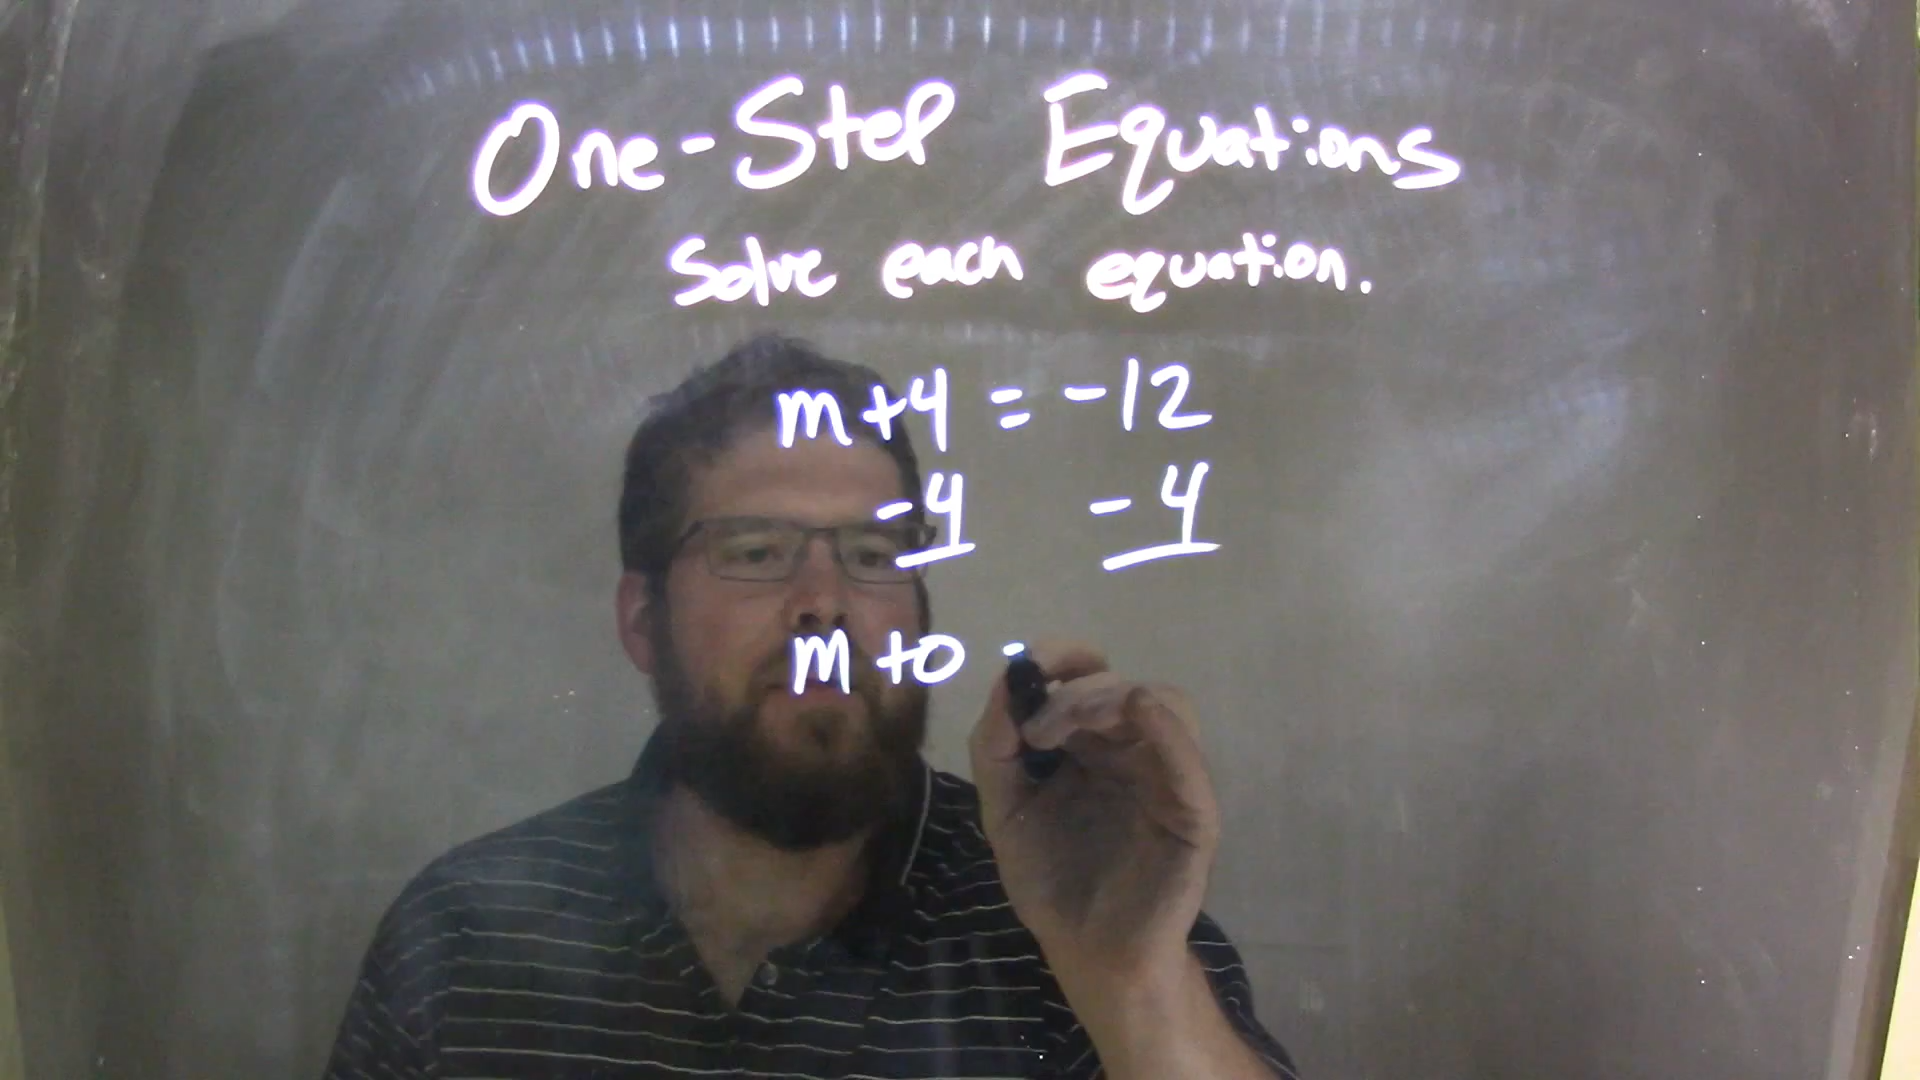 One-Step Equations
Solve each equation.
m+4 = -12
-4 -4
m+0 =